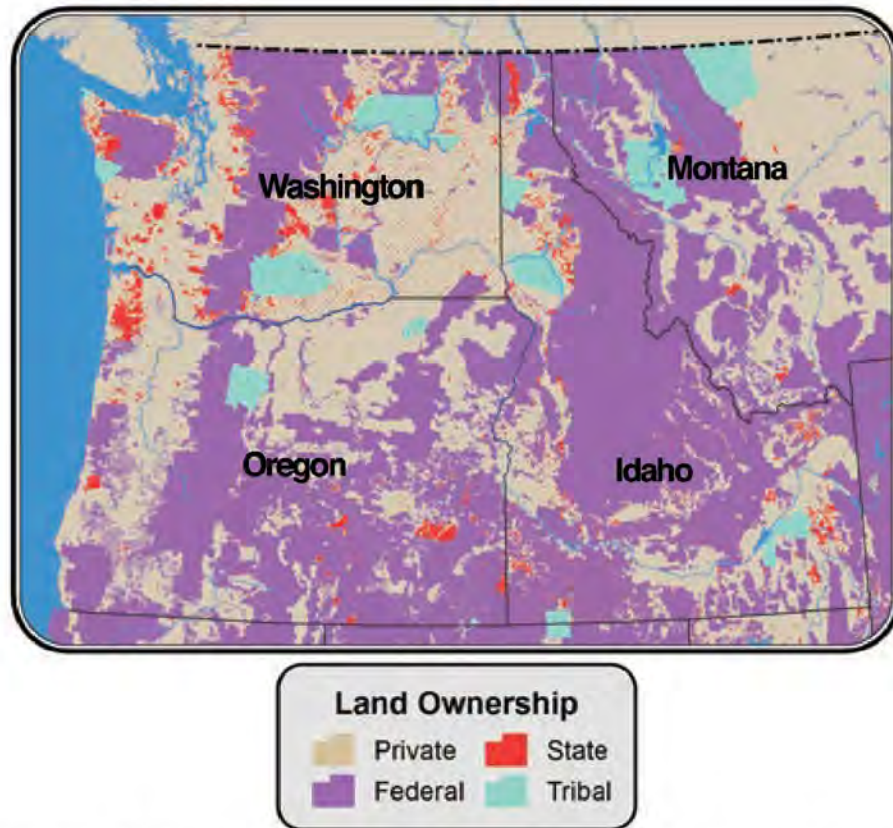 Washington
Montana
Oregon
Idaho
Land Ownership
Private State
Federal Tribal